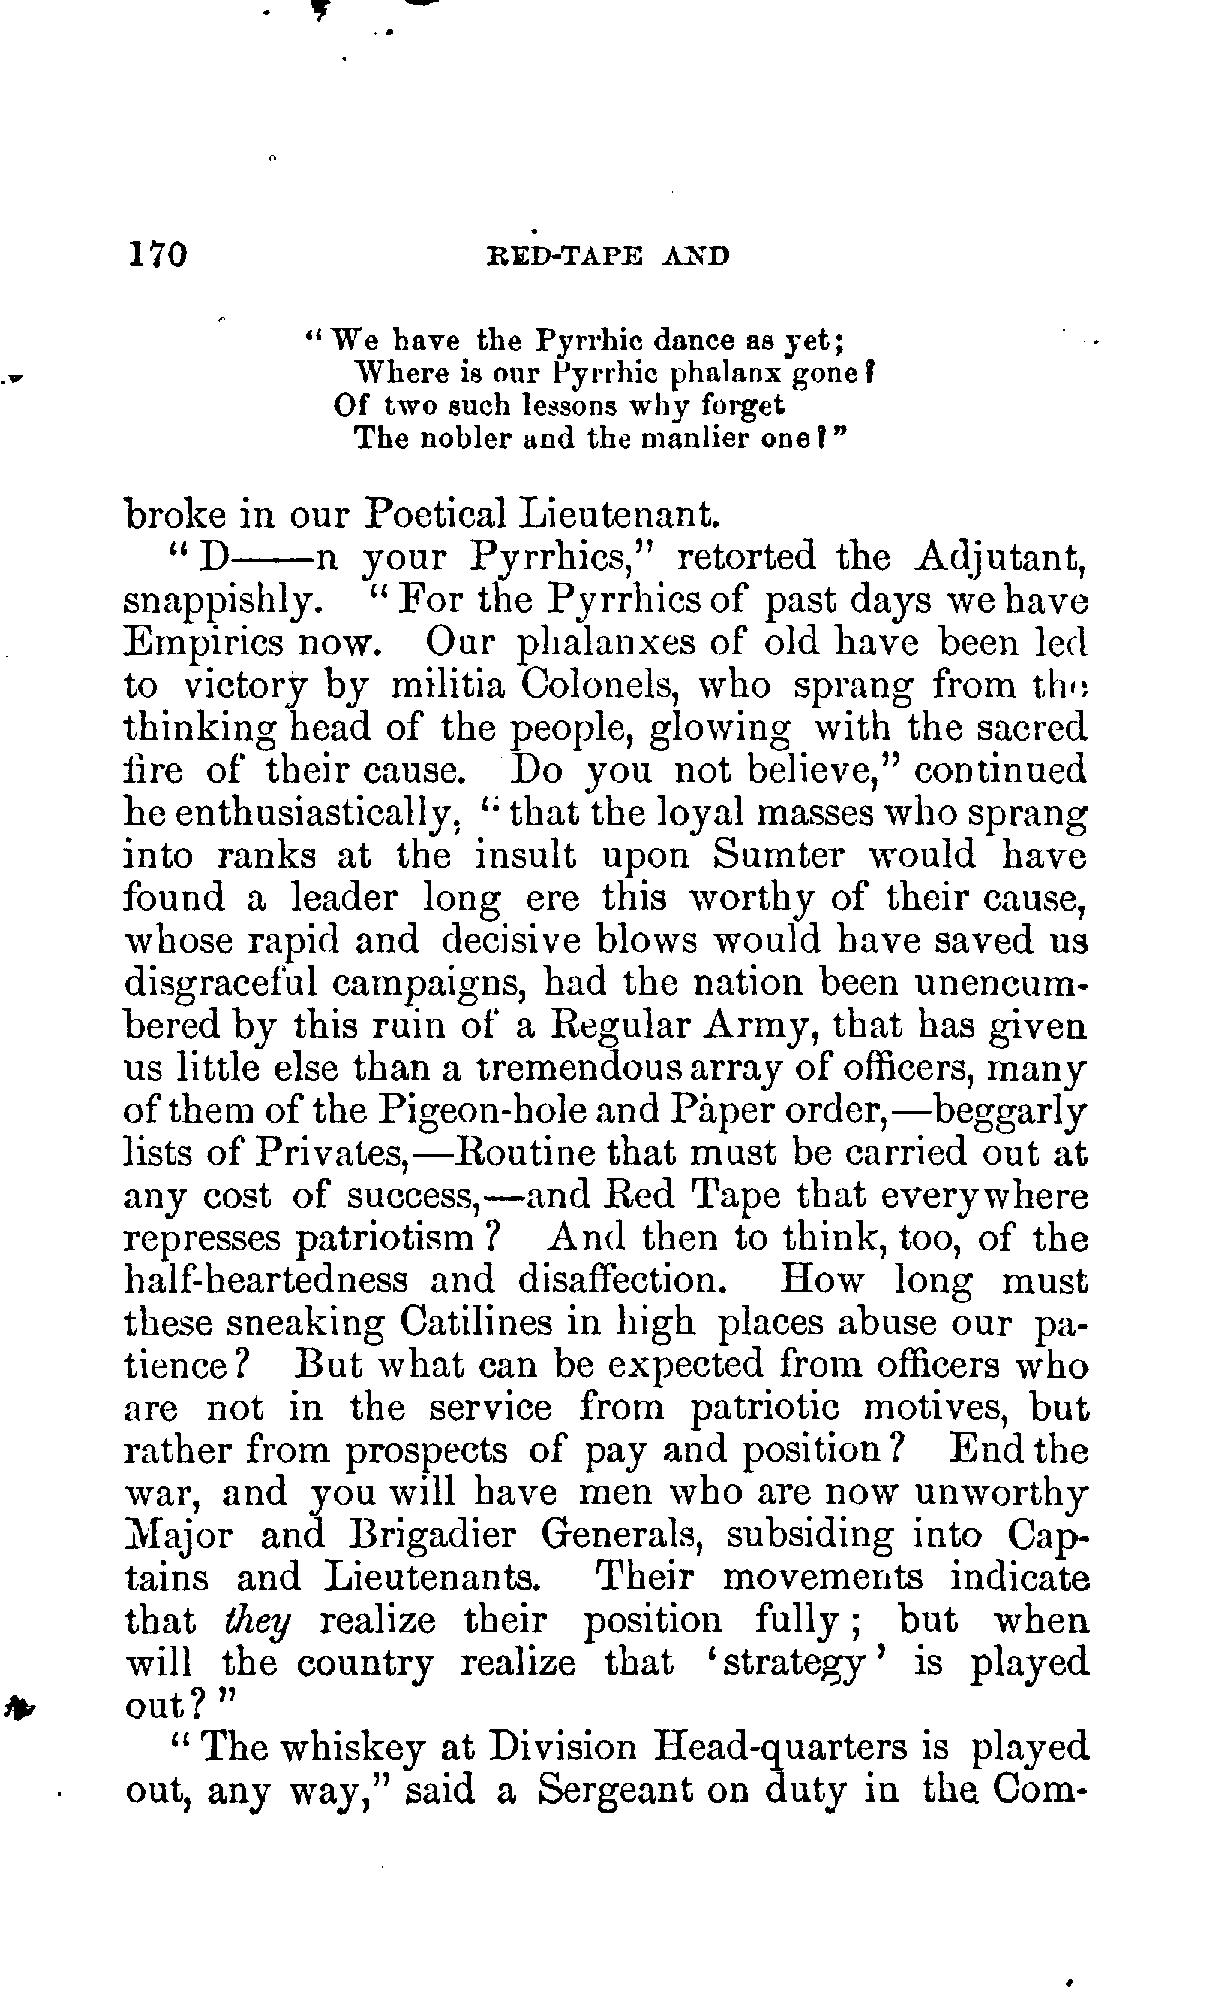 170 RED-TAPE AND
"We have the Pyrrhic dance as yet;
Where is our Pyrrhic phalanx gone?
Of two such lessons why forget
The nobler and the manlier one?"
broke in our Poetical Lieutenant.
"D——n your Pyrrhics," retorted the Adjutant,
snappishly. "For the Pyrrhics of past days we have
Empirics now. Our phalanxes of old have been led
to victory by militia Colonels, who sprang from the
thinking head of the people, glowing with the sacred
fire of their cause. Do you not believe," continued
he enthusiastically, "that the loyal masses who sprang
into ranks at the insult upon Sumter would have
found a leader long ere this worthy of their cause,
whose rapid and decisive blows would have saved us
disgraceful campaigns, had the nation been unencum-
bered by this ruin of a Regular Army, that has given
us little else than a tremendous array of officers, many
of them of the Pigeon-hole and Paper order,—beggarly
lists of Privates,—Routine that must be carried out at
any cost of success,—and Red Tape that everywhere
represses patriotism? And then to think, too, of the
half-heartedness and disaffection. How long must
these sneaking Catilines in high places abuse our pa-
tience? But what can be expected from officers who
are not in the service from patriotic motives, but
rather from prospects of pay and position? End the
war, and you will have men who are now unworthy
Major and Brigadier Generals, subsiding into Cap-
tains and Lieutenants. Their movements indicate
that they realize their position fully; but when
will the country realize that 'strategy' is played
out?"
"The whiskey at Division Head-quarters is played
out, any way," said a Sergeant on duty in the Com-